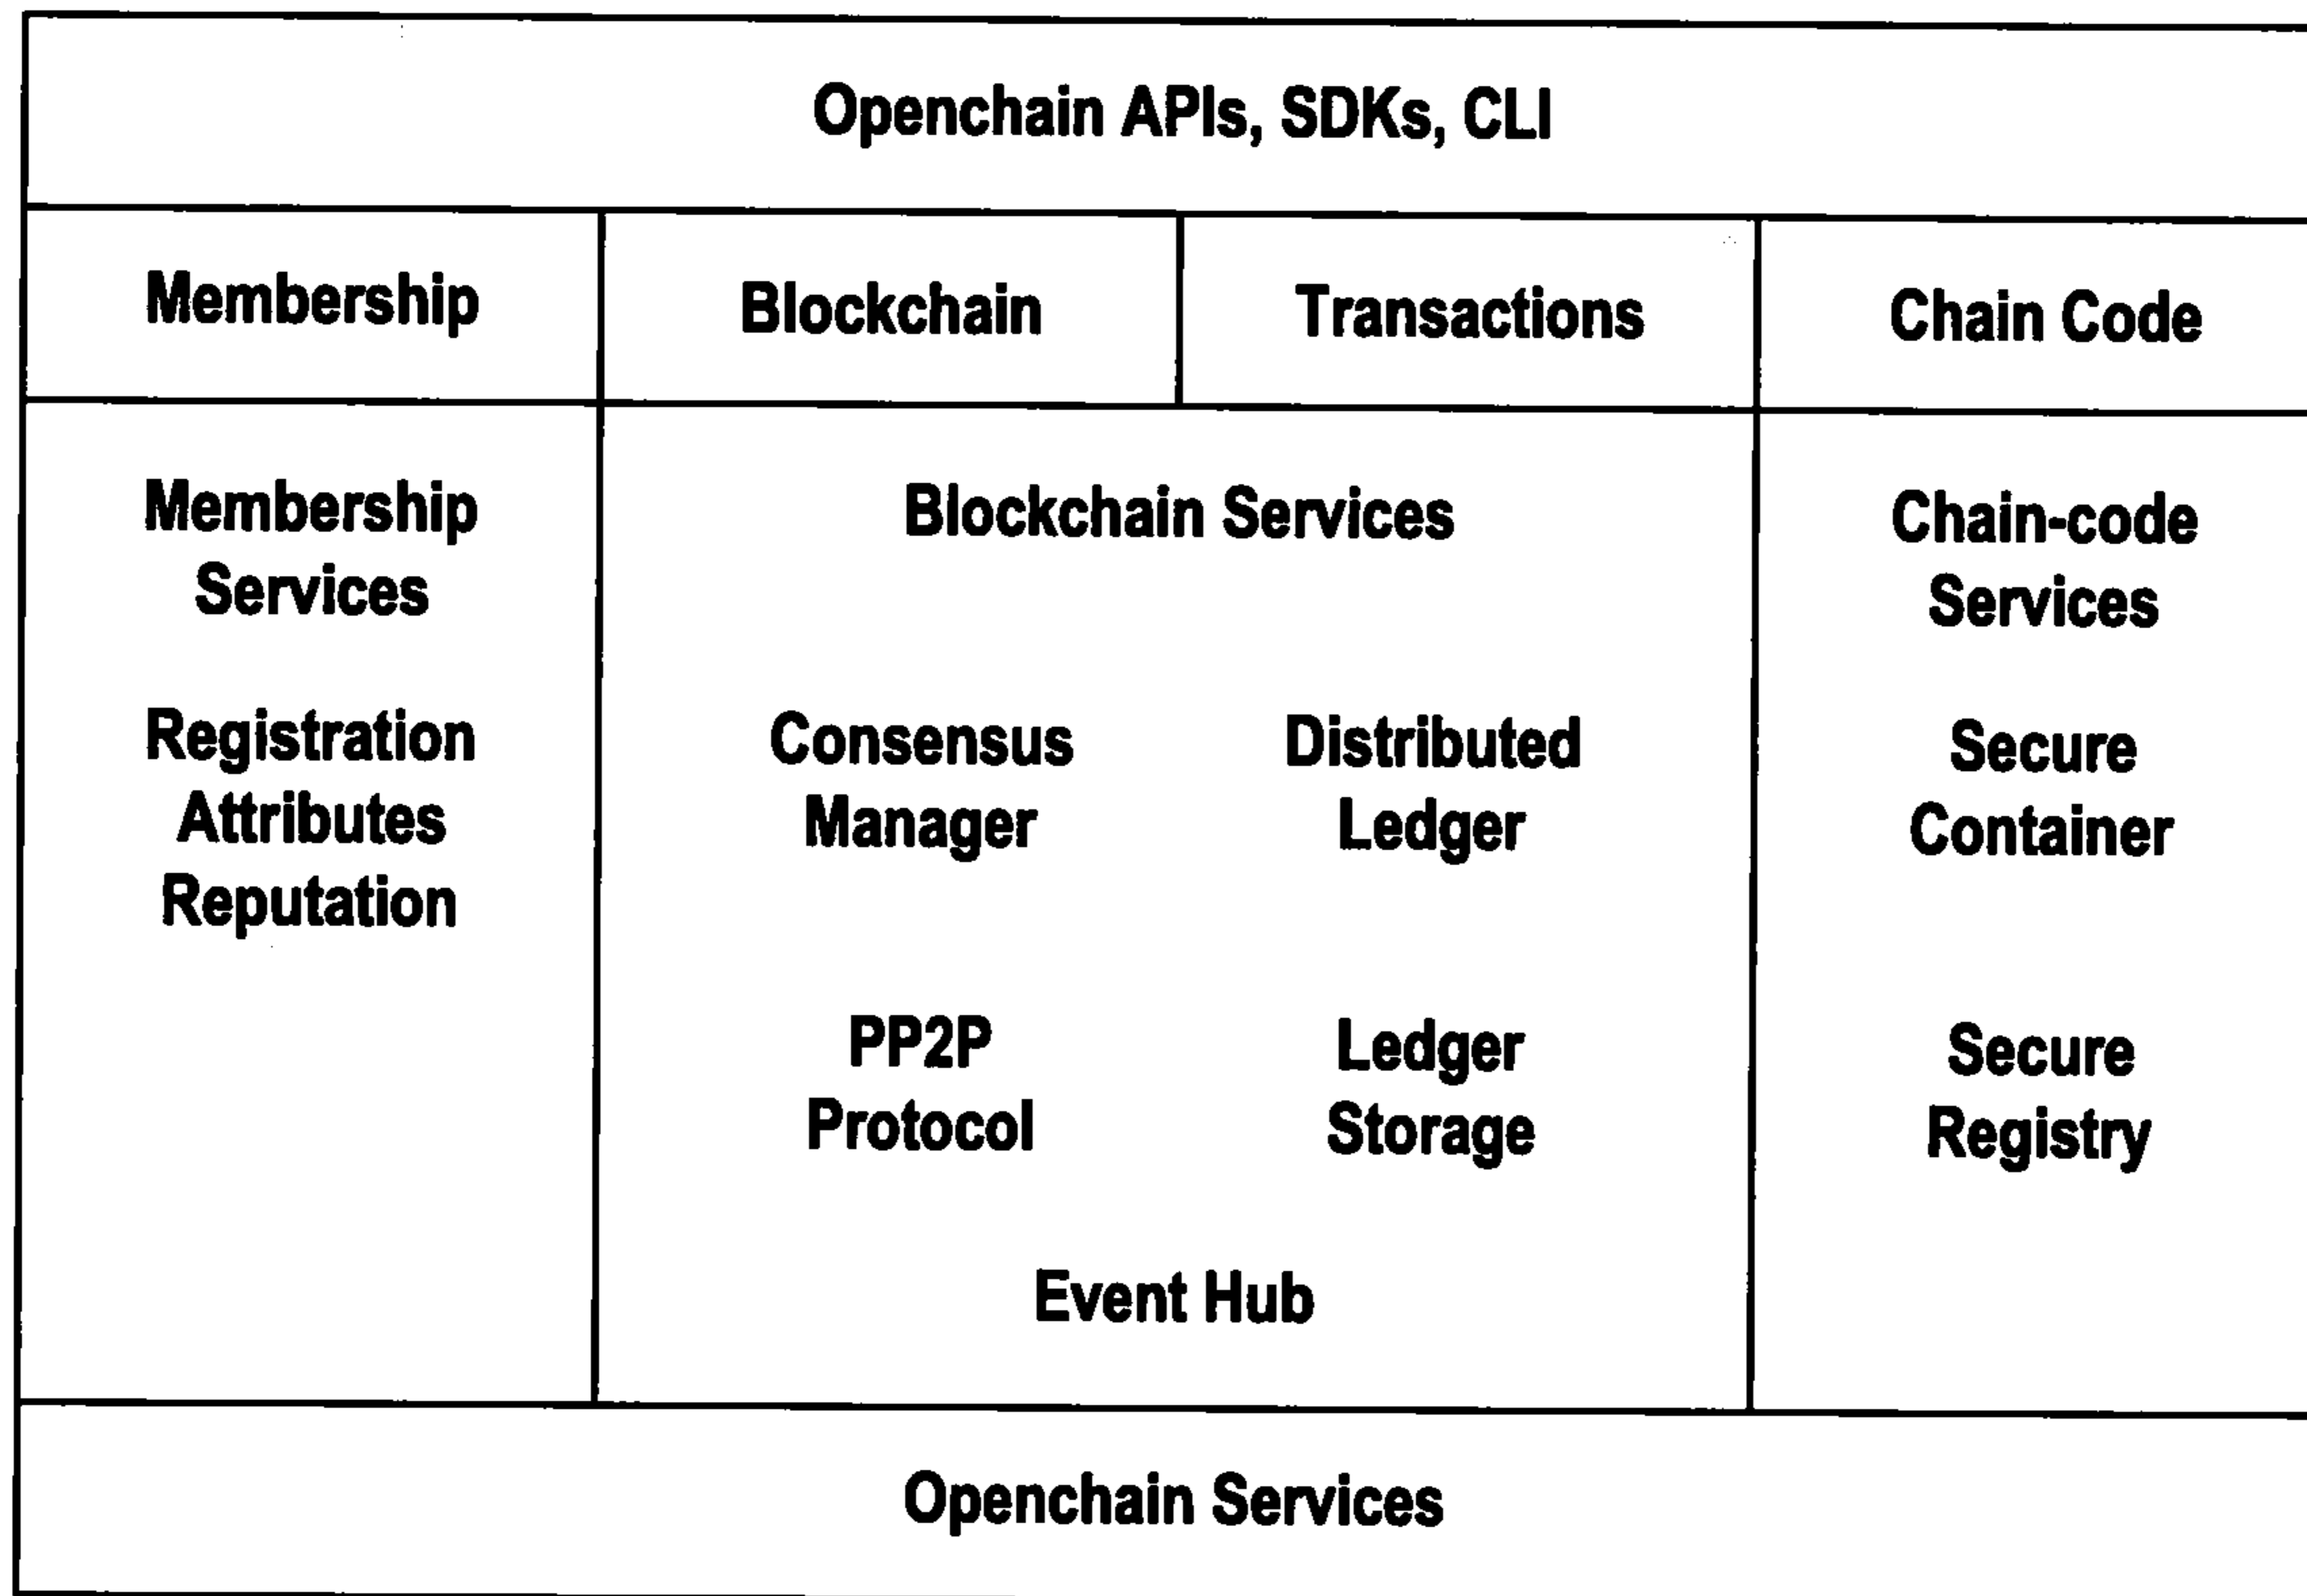 Openchain APIs, SDKs, CLI
Membership
Blockchain
Transactions
Chain Code
Membership
Services
Registration
Attributes
Reputation
Blockchain Services
Consensus
Manager
Distributed
Ledger
PP2P
Protocol
Ledger
Storage
Event Hub
Chain-code
Services
Secure
Container
Secure
Registry
Openchain Services